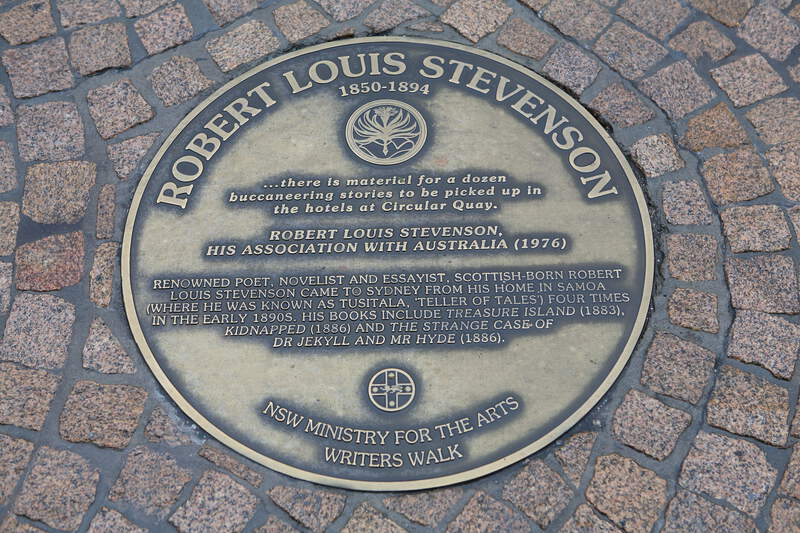 ROBERT LOUIS STEVENSON
1850-1894
...there is material for a dozen
buccaneering stories to be picked up in
the hotels at Circular Quay.
ROBERT LOUIS STEVENSON,
HIS ASSOCIATION WITH AUSTRALIA (1976)
RENOWNED POET, NOVELIST AND ESSAYIST, SCOTTISH-BORN ROBERT
LOUIS STEVENSON CAME TO SYDNEY FROM HIS HOME IN SAMOA
(WHERE HE WAS KNOWN AS TUSITALA, 'TELLER OF TALES') FOUR TIMES
IN THE EARLY 1890S. HIS BOOKS INCLUDE TREASURE ISLAND (1883),
KIDNAPPED (1886) AND THE STRANGE CASE OF
DR JEKYLL AND MR HYDE (1886).
NSW MINISTRY FOR THE ARTS
WRITERS WALK